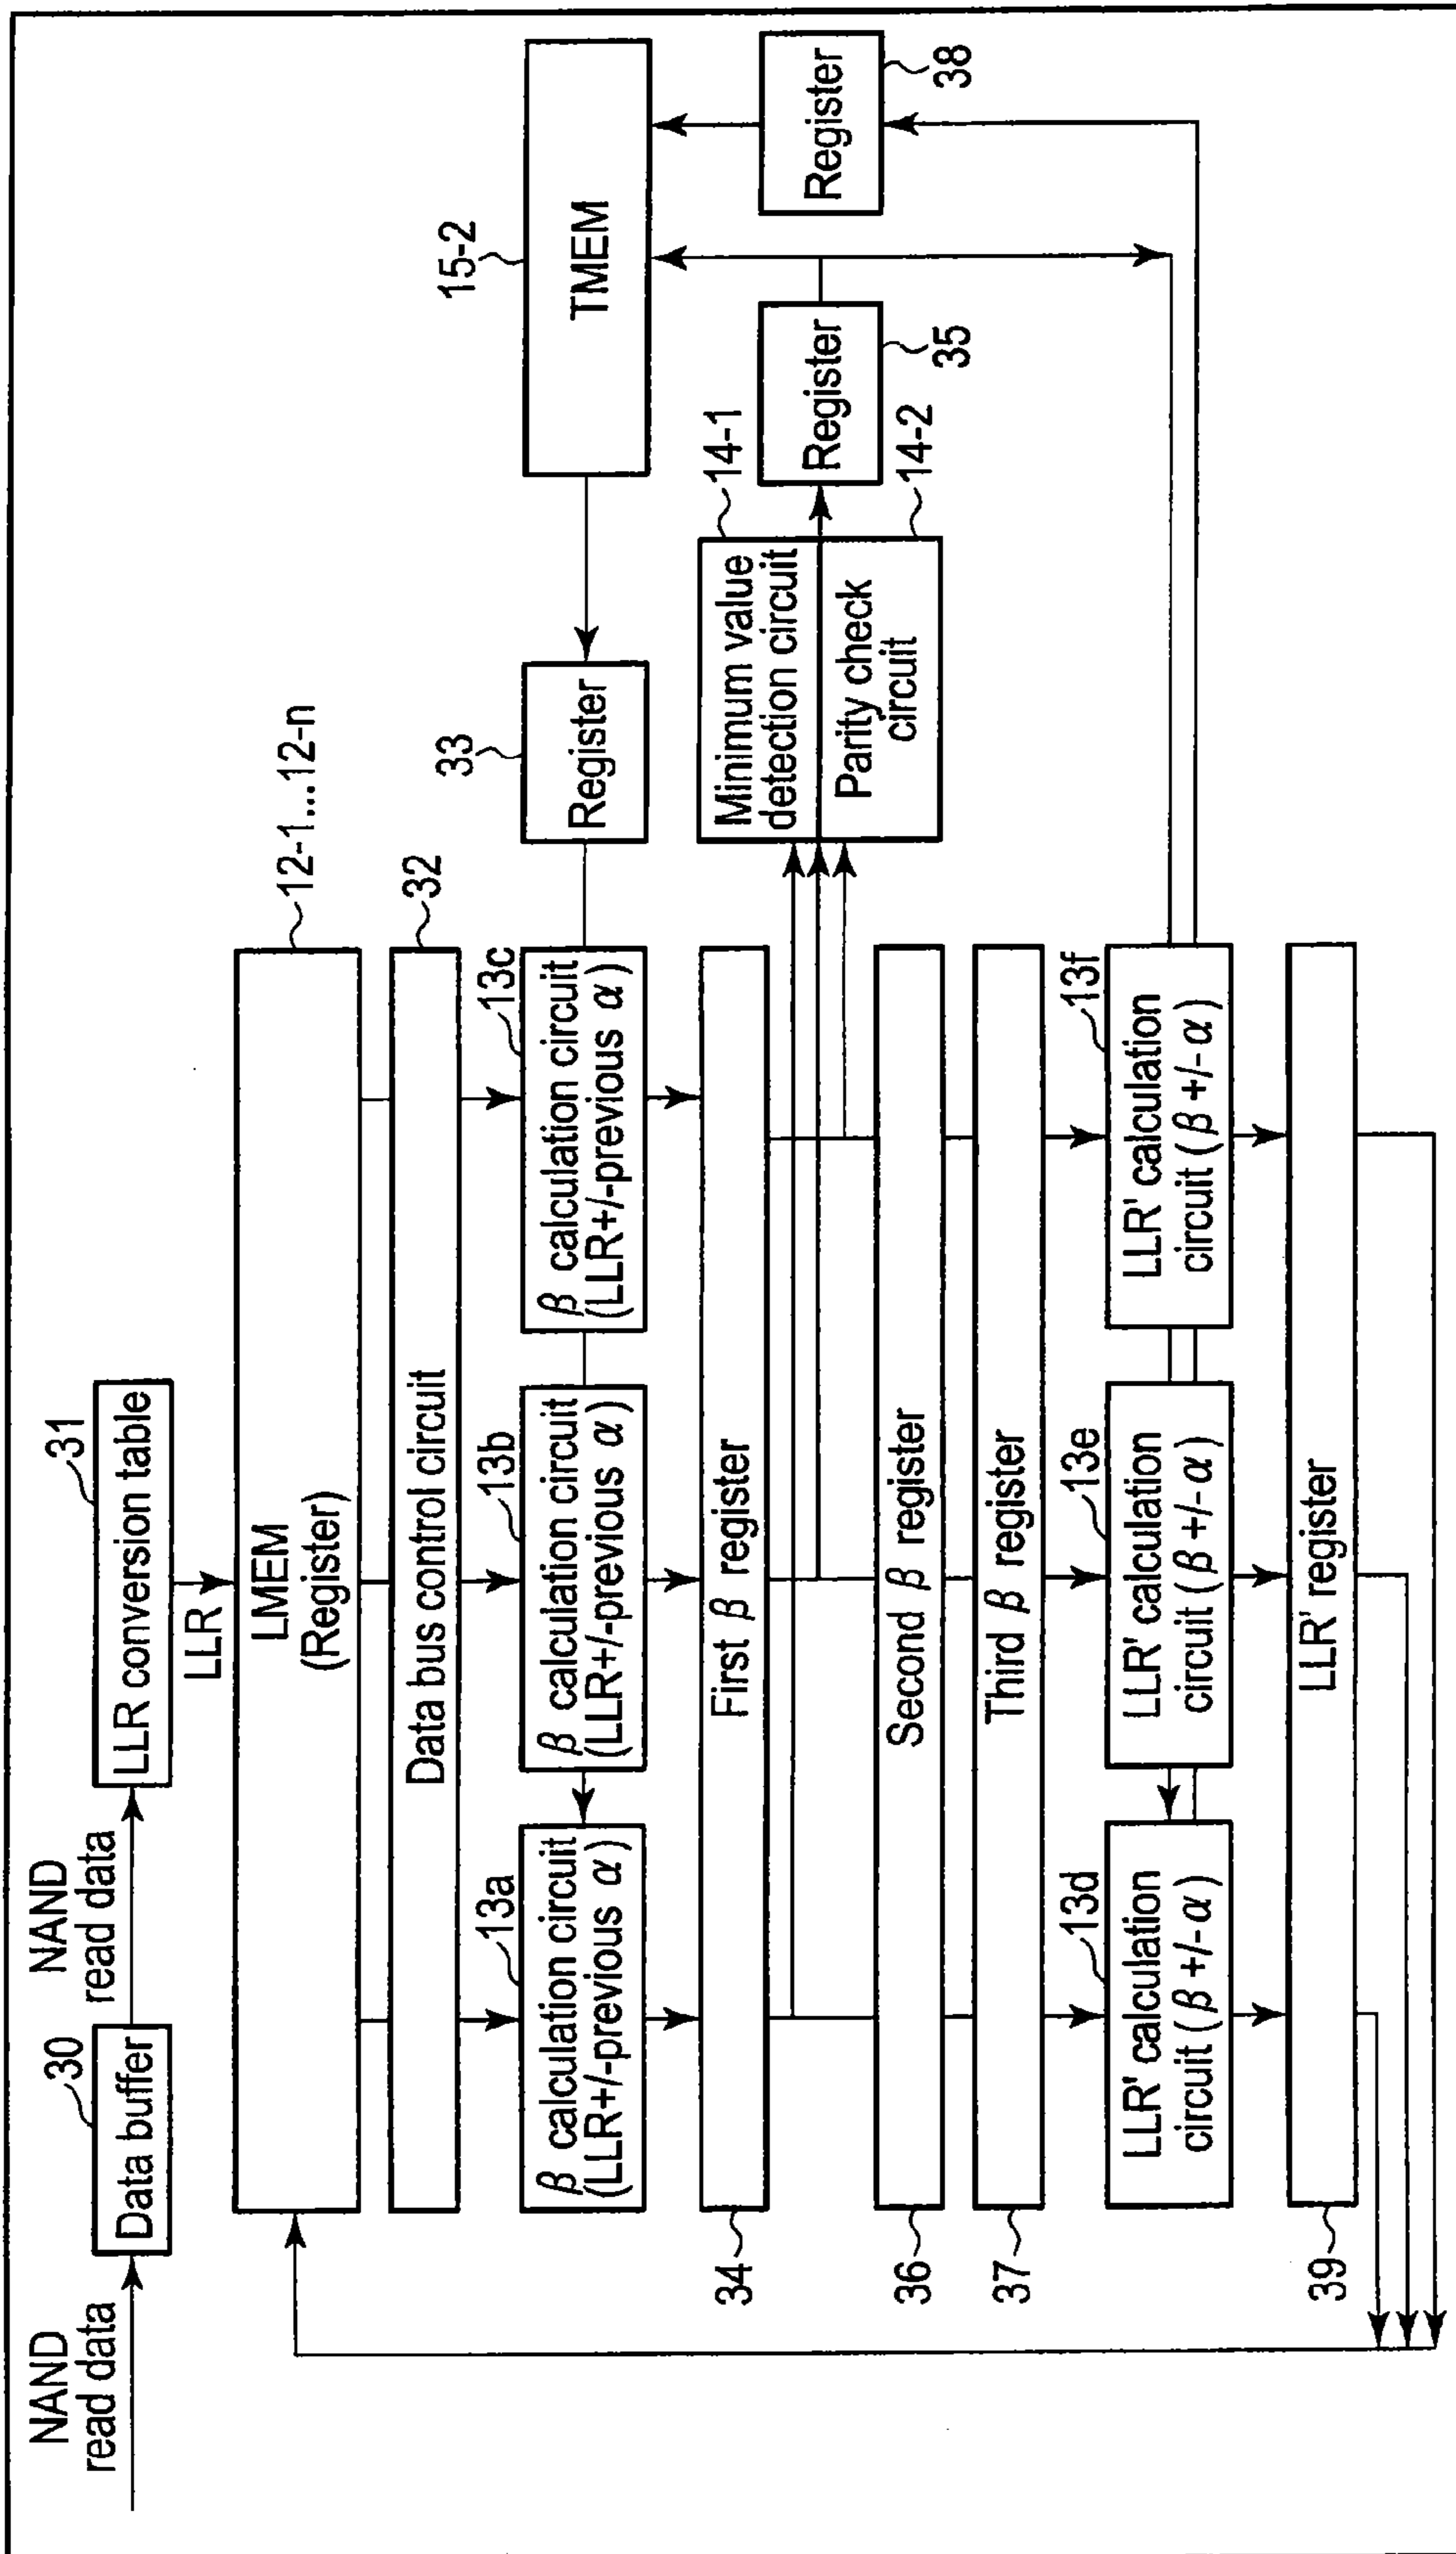 NAND
read data
30
Data buffer
NAND
read data
31
LLR conversion table
LLR
LMEM
(Register)
12-1...12-n
Data bus control circuit
32
13a
β calculation circuit
(LLR+/-previous α)
13b
β calculation circuit
(LLR+/-previous α)
13c
β calculation circuit
(LLR+/-previous α)
33
Register
15-2
TMEM
34
First β register
Minimum value
detection circuit
14-1
Parity check
circuit
14-2
Register
35
Register
38
36
Second β register
37
Third β register
13d
LLR' calculation
circuit (β +/-α)
13e
LLR' calculation
circuit (β +/-α)
13f
LLR' calculation
circuit (β +/-α)
39
LLR' register